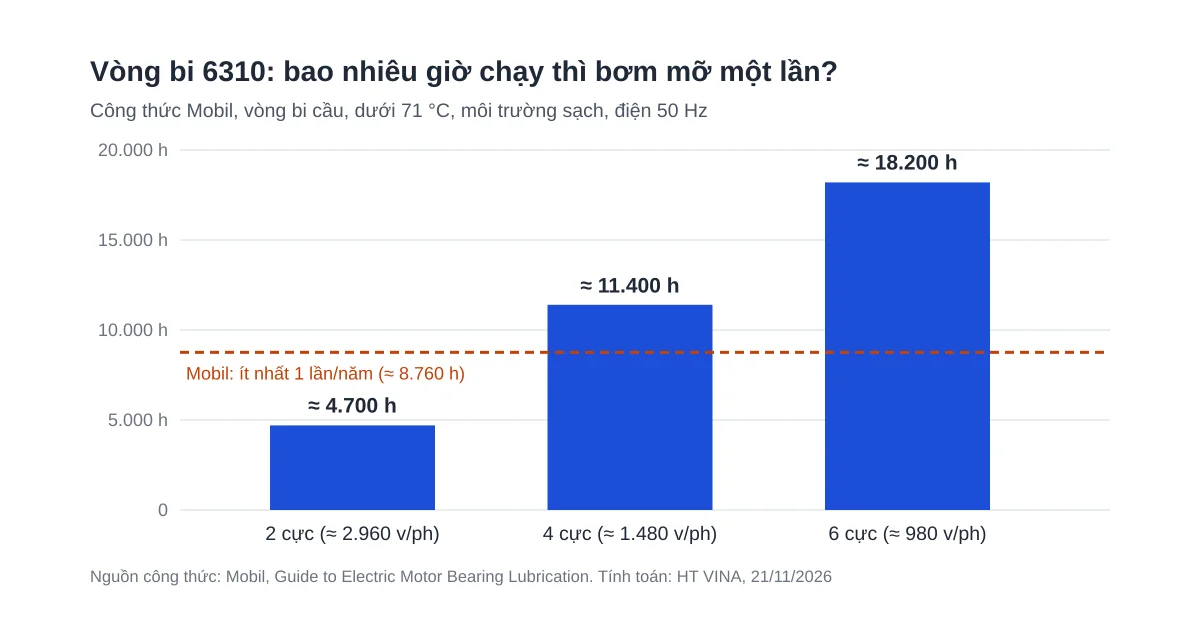 Vòng bi 6310: bao nhiêu giờ chạy thì bơm mỡ một lần?
Công thức Mobil, vòng bi cầu, dưới 71 °C, môi trường sạch, điện 50 Hz
20.000 h
≈ 18.200 h
15.000 h
≈ 11.400 h
10.000 h
Mobil: ít nhất 1 lần/năm (≈ 8.760 h)
≈ 4.700 h
5.000 h
0
2 cực (≈ 2.960 v/ph)
4 cực (≈ 1.480 v/ph)
6 cực (≈ 980 v/ph)
Nguồn công thức: Mobil, Guide to Electric Motor Bearing Lubrication. Tính toán: HT VINA, 21/11/2026